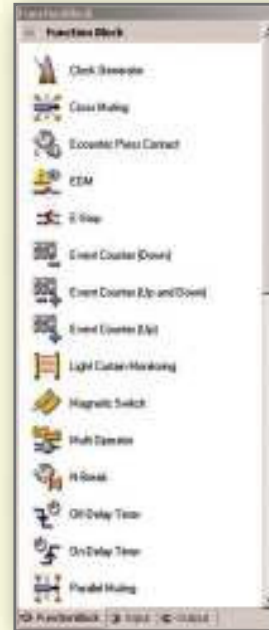 Function Block
Function Block
Clock Generator
Cross Muting
Eccentric Press Contact
EDM
E-Stop
Event Counter (Down)
Event Counter (Up and Down)
Event Counter (Up)
Light Curtain Monitoring
Magnetic Switch
Multi Operator
N-Break
Off-Delay Timer
On-Delay Timer
Parallel Muting
FunctionBlock Input Output